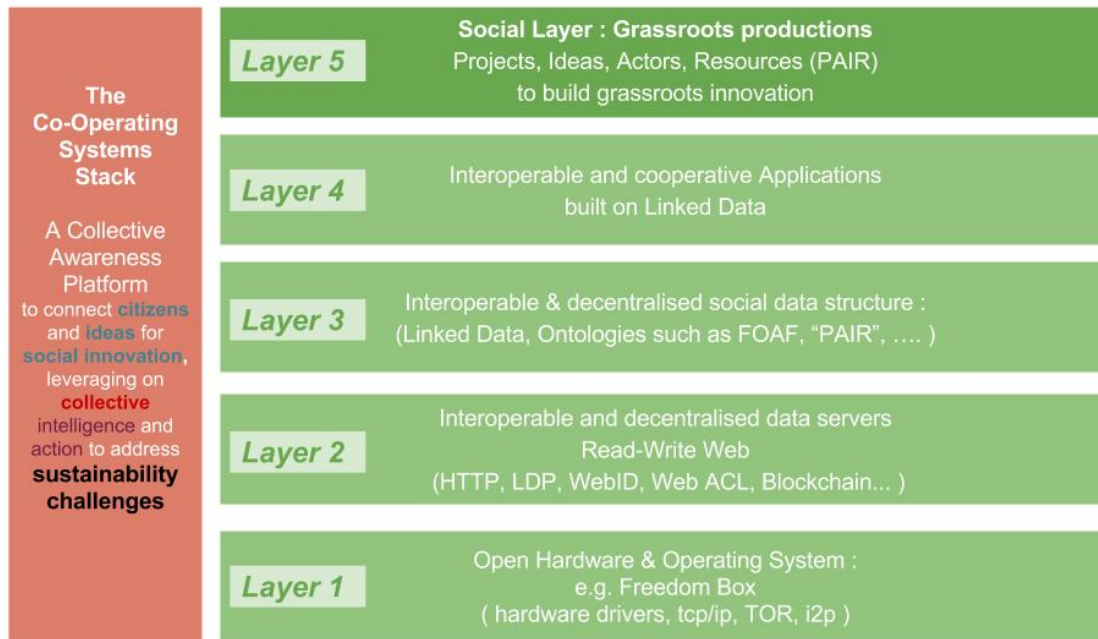 The
Co-Operating
Systems
Stack
A Collective
Awareness
Platform
to connect citizens
and ideas for
social innovation,
leveraging on
collective
intelligence and
action to address
sustainability
challenges
Layer 5
Social Layer : Grassroots productions
Projects, Ideas, Actors, Resources (PAIR)
to build grassroots innovation
Layer 4
Interoperable and cooperative Applications
built on Linked Data
Layer 3
Interoperable & decentralised social data structure :
(Linked Data, Ontologies such as FOAF, “PAIR”, .... )
Layer 2
Interoperable and decentralised data servers
Read-Write Web
(HTTP, LDP, WebID, Web ACL, Blockchain... )
Layer 1
Open Hardware & Operating System :
e.g. Freedom Box
( hardware drivers, tcp/ip, TOR, i2p )